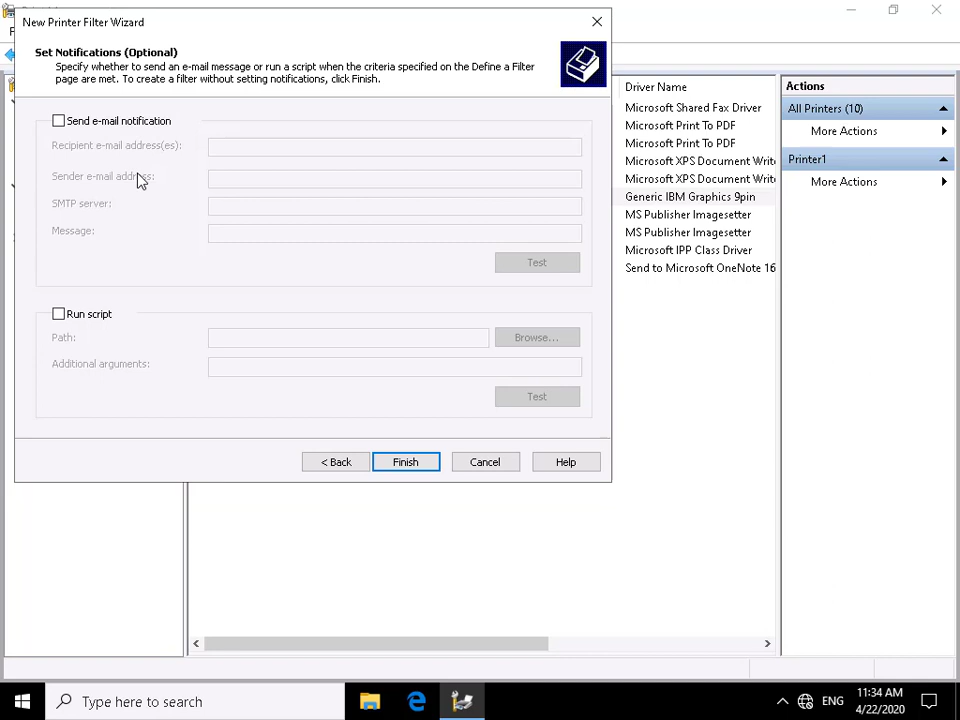 New Printer Filter Wizard
Set Notifications (Optional)
Specify whether to send an e-mail message or run a script when the criteria specified on the Define a Filter
page are met. To create a filter without setting notifications, click Finish.
Send e-mail notification
Recipient e-mail address(es):
Sender e-mail address:
SMTP server:
Message:
Test
Run script
Path:
Browse...
Additional arguments:
Test
< Back
Finish
Cancel
Help
Driver Name
Microsoft Shared Fax Driver
Microsoft Print To PDF
Microsoft Print To PDF
Microsoft XPS Document Write
Microsoft XPS Document Write
Generic IBM Graphics 9pin
MS Publisher Imagesetter
MS Publisher Imagesetter
Microsoft IPP Class Driver
Send to Microsoft OneNote 16
Actions
All Printers (10)
More Actions
Printer1
More Actions
Type here to search
ENG
11:34 AM
4/22/2020